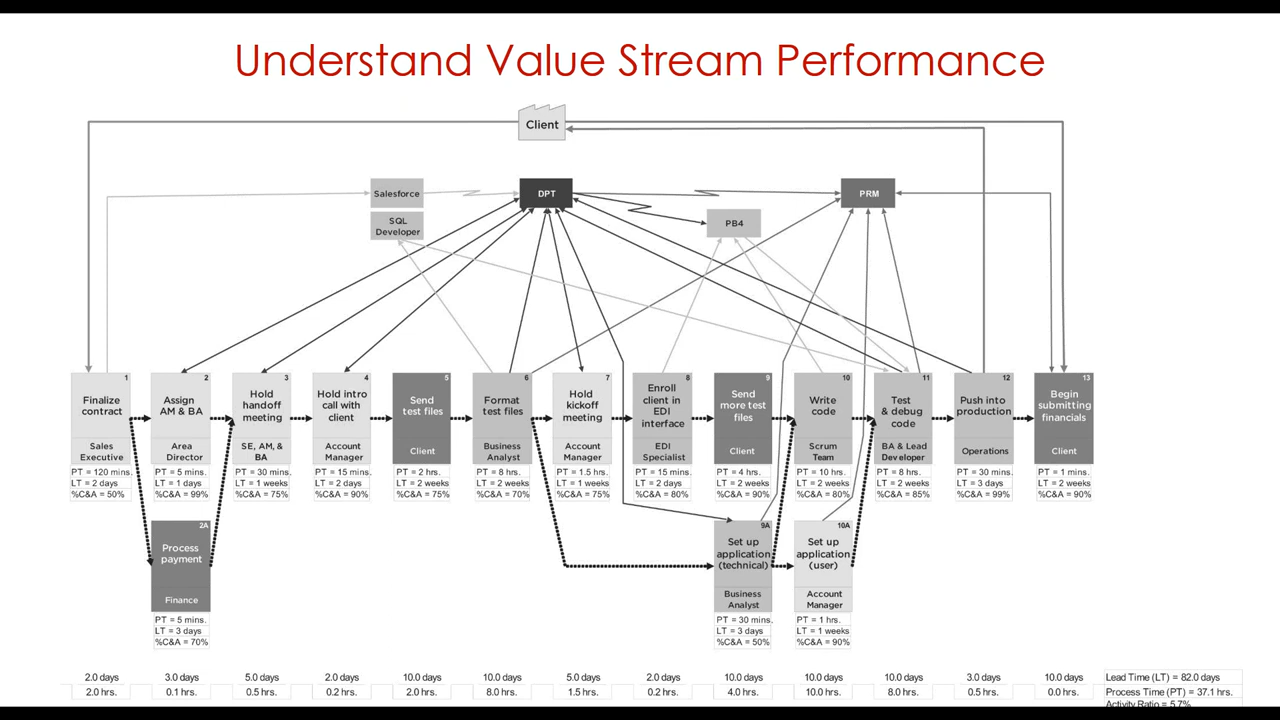 Understand Value Stream Performance
Client
Salesforce
DPT
PRM
SQL
Developer
PB4
1
Finalize
contract
Sales
Executive
PT = 120 mins.
LT = 2 days
%C&A = 50%
2
Assign
AM & BA
Area
Director
PT = 5 mins.
LT = 1 days
%C&A = 99%
3
Hold
handoff
meeting
SE, AM, &
BA
PT = 30 mins.
LT = 1 weeks
%C&A = 75%
4
Hold intro
call with
client
Account
Manager
PT = 15 mins.
LT = 2 days
%C&A = 90%
5
Send
test files
Client
PT = 2 hrs.
LT = 2 weeks
%C&A = 75%
6
Format
test files
Business
Analyst
PT = 8 hrs.
LT = 2 weeks
%C&A = 70%
7
Hold
kickoff
meeting
Account
Manager
PT = 1.5 hrs.
LT = 1 weeks
%C&A = 75%
8
Enroll
client in
EDI
interface
EDI
Specialist
PT = 15 mins.
LT = 2 days
%C&A = 80%
9
Send
more test
files
Client
PT = 4 hrs.
LT = 2 weeks
%C&A = 90%
10
Write
code
Scrum
Team
PT = 10 hrs.
LT = 2 weeks
%C&A = 80%
11
Test
& debug
code
BA & Lead
Developer
PT = 8 hrs.
LT = 2 weeks
%C&A = 85%
12
Push into
production
Operations
PT = 30 mins.
LT = 3 days
%C&A = 99%
13
Begin
submitting
financials
Client
PT = 1 mins.
LT = 2 weeks
%C&A = 90%
2A
Process
payment
Finance
PT = 5 mins.
LT = 3 days
%C&A = 70%
9A
Set up
application
(technical)
Business
Analyst
PT = 30 mins.
LT = 3 days
%C&A = 50%
10A
Set up
application
(user)
Account
Manager
PT = 1 hrs.
LT = 1 weeks
%C&A = 90%
2.0 days 3.0 days 5.0 days 2.0 days 10.0 days 10.0 days 5.0 days 2.0 days 10.0 days 10.0 days 10.0 days 3.0 days 10.0 days Lead Time (LT) = 82.0 days
2.0 hrs. 0.1 hrs. 0.5 hrs. 0.2 hrs. 2.0 hrs. 8.0 hrs. 1.5 hrs. 0.2 hrs. 4.0 hrs. 10.0 hrs. 8.0 hrs. 0.5 hrs. 0.0 hrs. Process Time (PT) = 37.1 hrs.
Activity Ratio = 5.7%